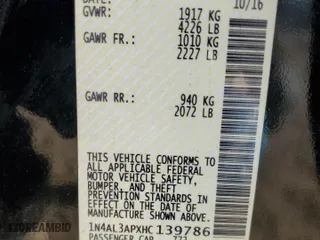 DATE: 10/16
GVWR: 1917 KG
4226 LB
GAWR FR: 1010 KG
2227 LB
GAWR RR: 940 KG
2072 LB
THIS VEHICLE CONFORMS TO
ALL APPLICABLE FEDERAL
MOTOR VEHICLE SAFETY,
BUMPER, AND THEFT
PREVENTION STANDARDS
IN EFFECT ON THE DATE OF
MANUFACTURE SHOWN ABOVE.
1N4AL3APXHC139786
PASSENGER CAR